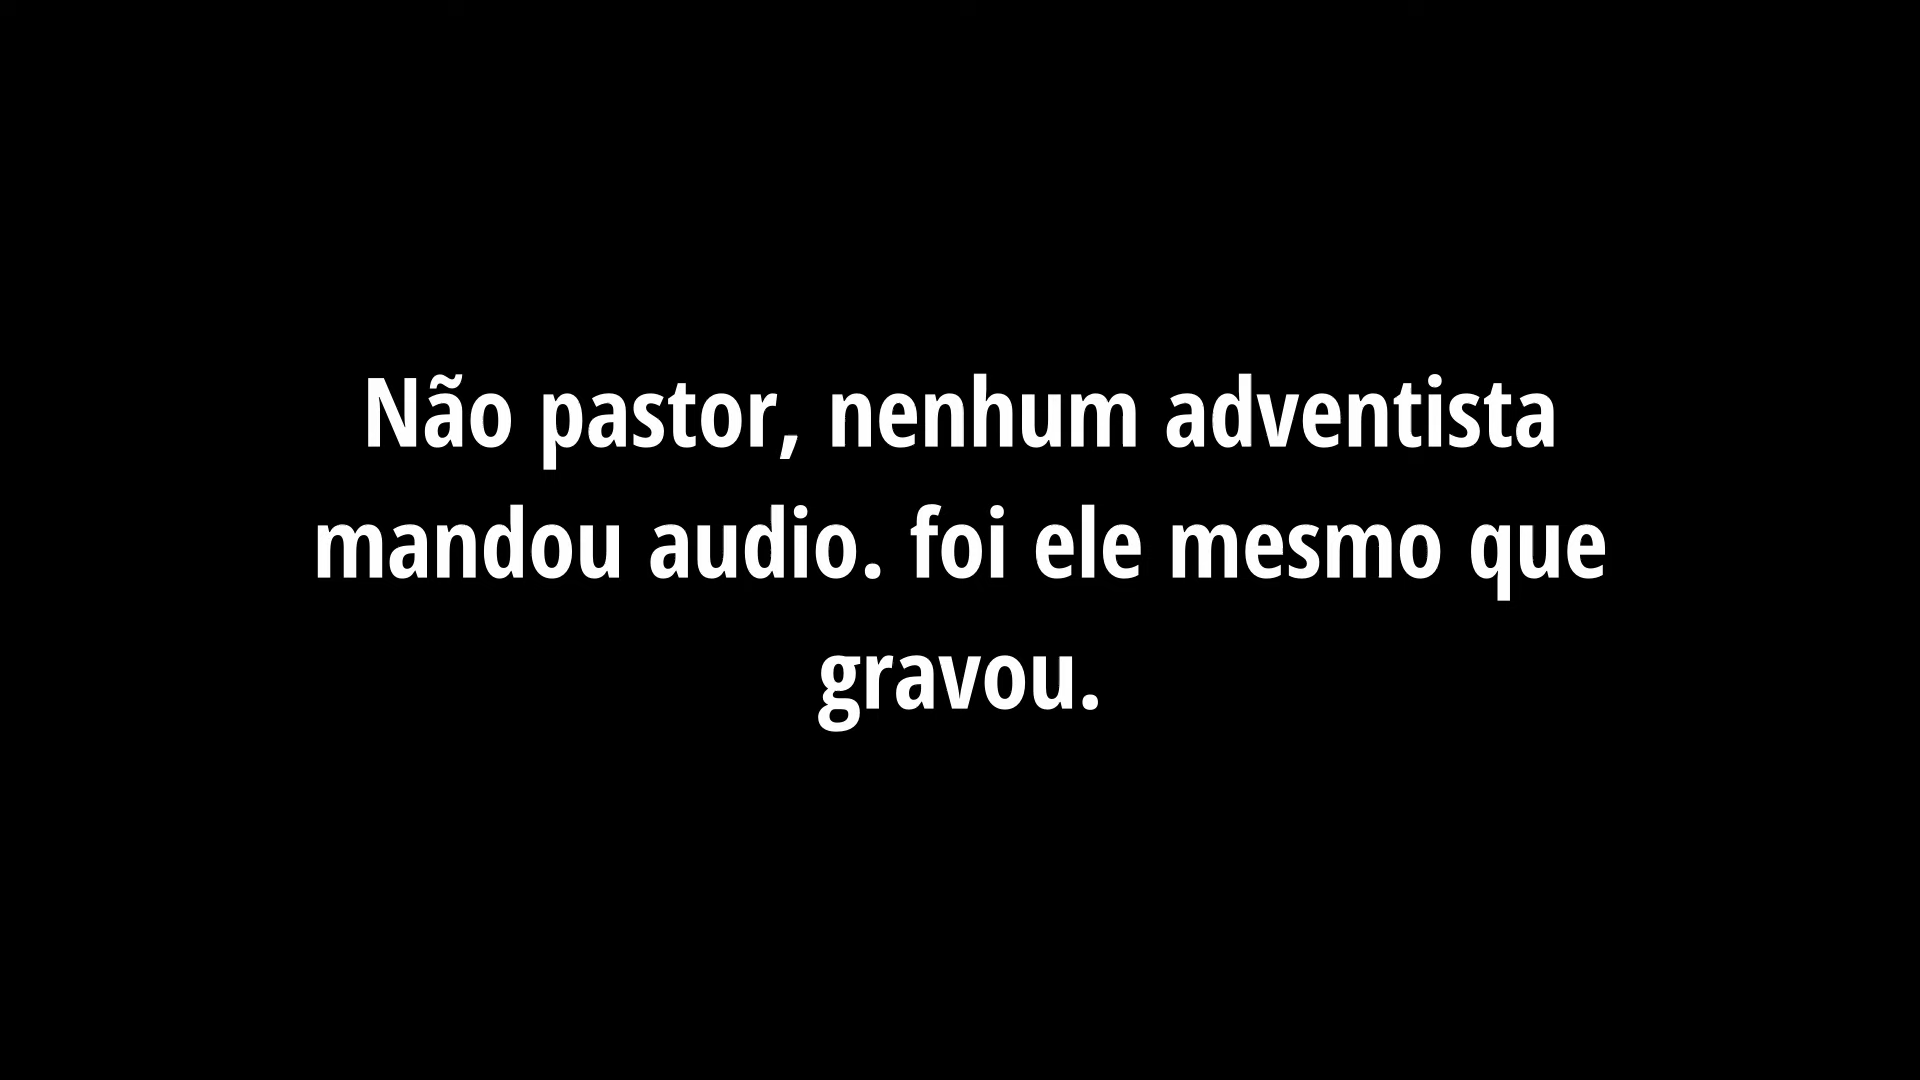 Não pastor, nenhum adventista
mandou audio. foi ele mesmo que
gravou.